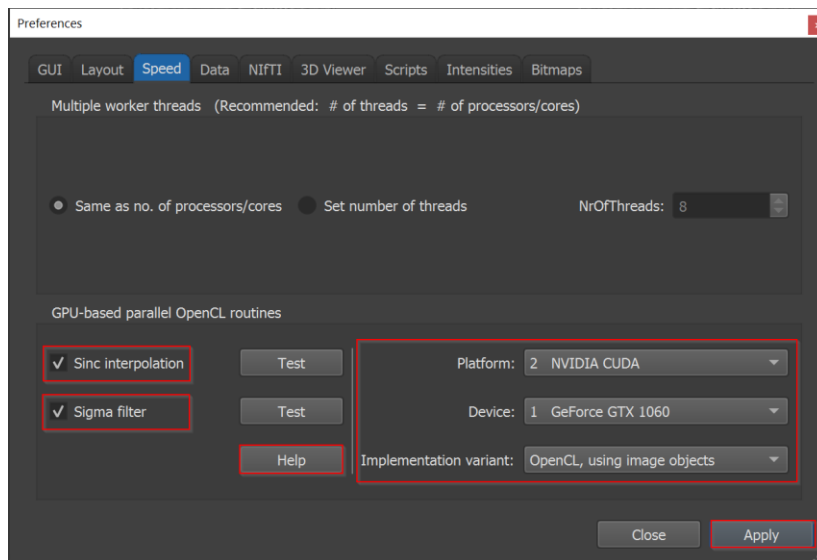 Preferences
GUI Layout Speed Data NIfTI 3D Viewer Scripts Intensities Bitmaps
Multiple worker threads (Recommended: # of threads = # of processors/cores)
Same as no. of processors/cores Set number of threads NrOfThreads: 8
GPU-based parallel OpenCL routines
Sinc interpolation Test Platform: 2 NVIDIA CUDA
Sigma filter Test Device: 1 GeForce GTX 1060
Help Implementation variant: OpenCL, using image objects
Close Apply